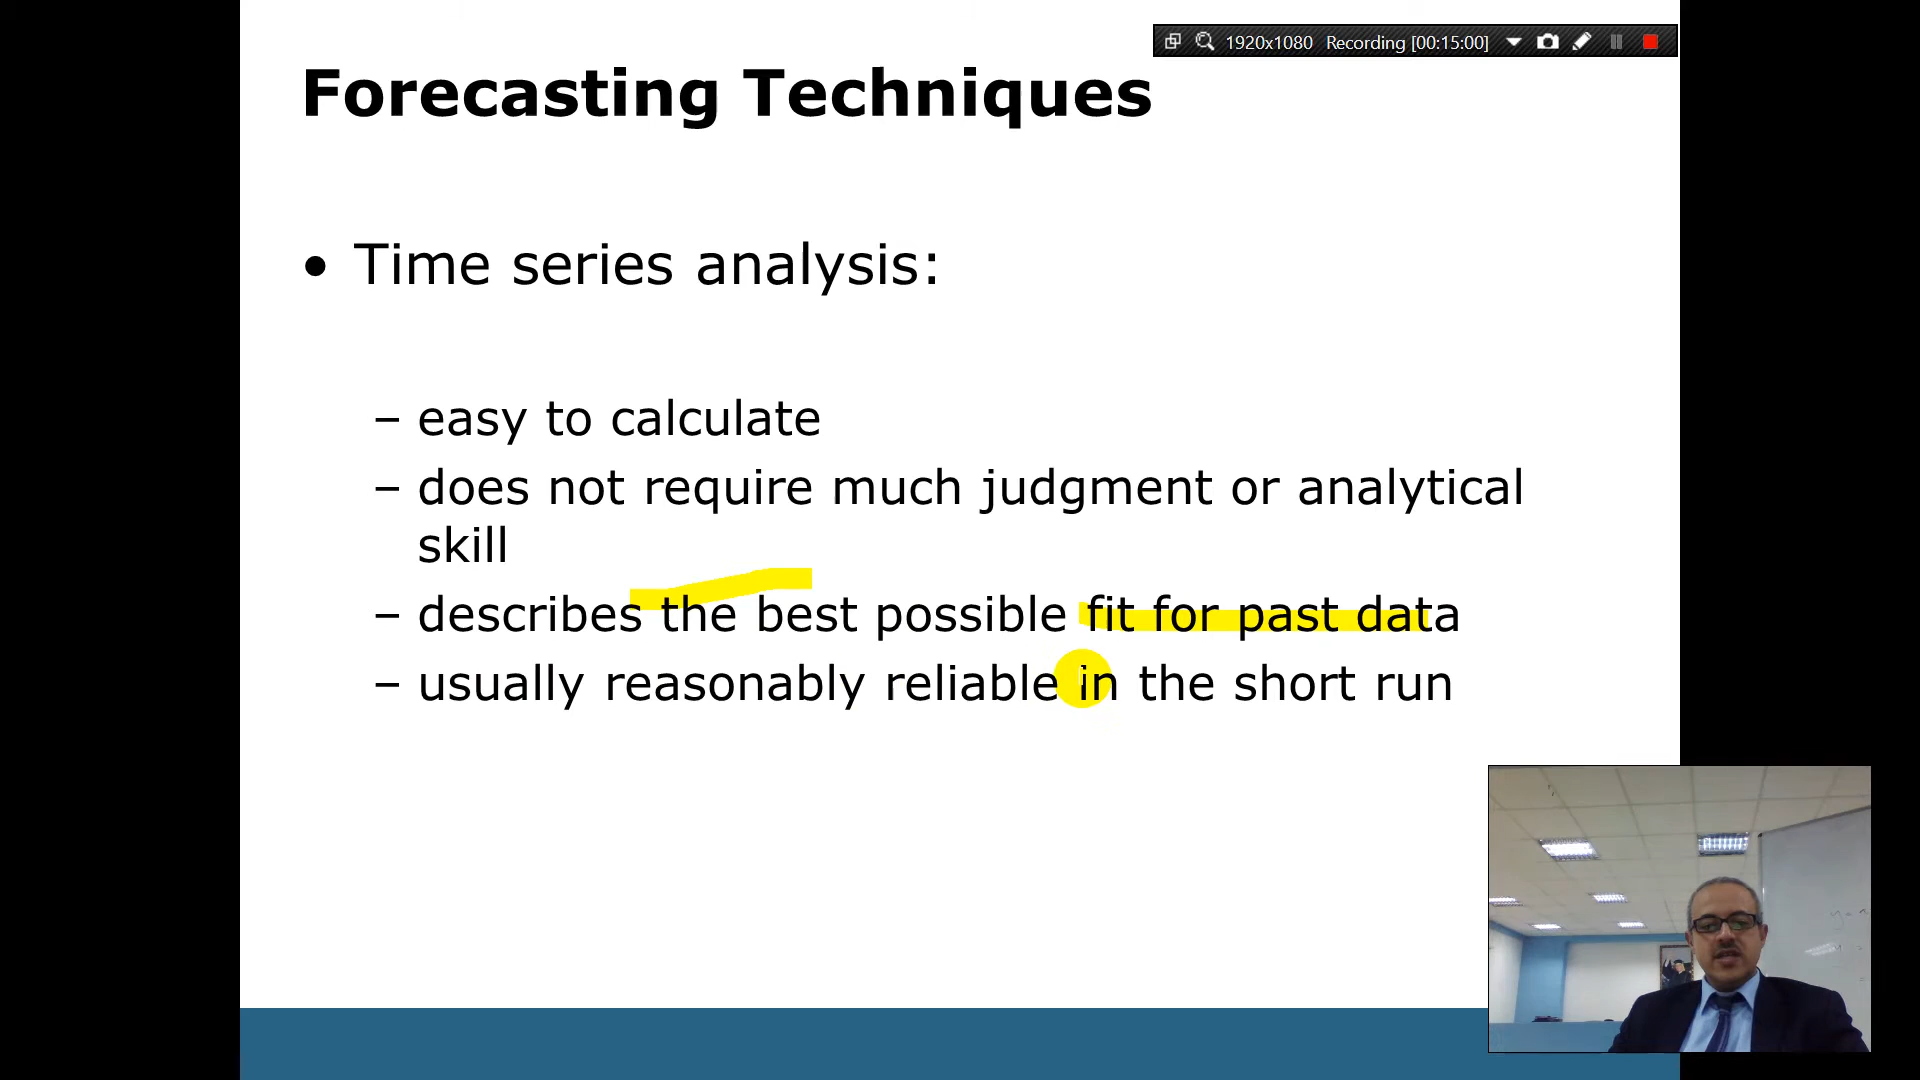 1920x1080 Recording [00:15:00]
Forecasting Techniques
• Time series analysis:
– easy to calculate
– does not require much judgment or analytical
skill
– describes the best possible fit for past data
– usually reasonably reliable in the short run